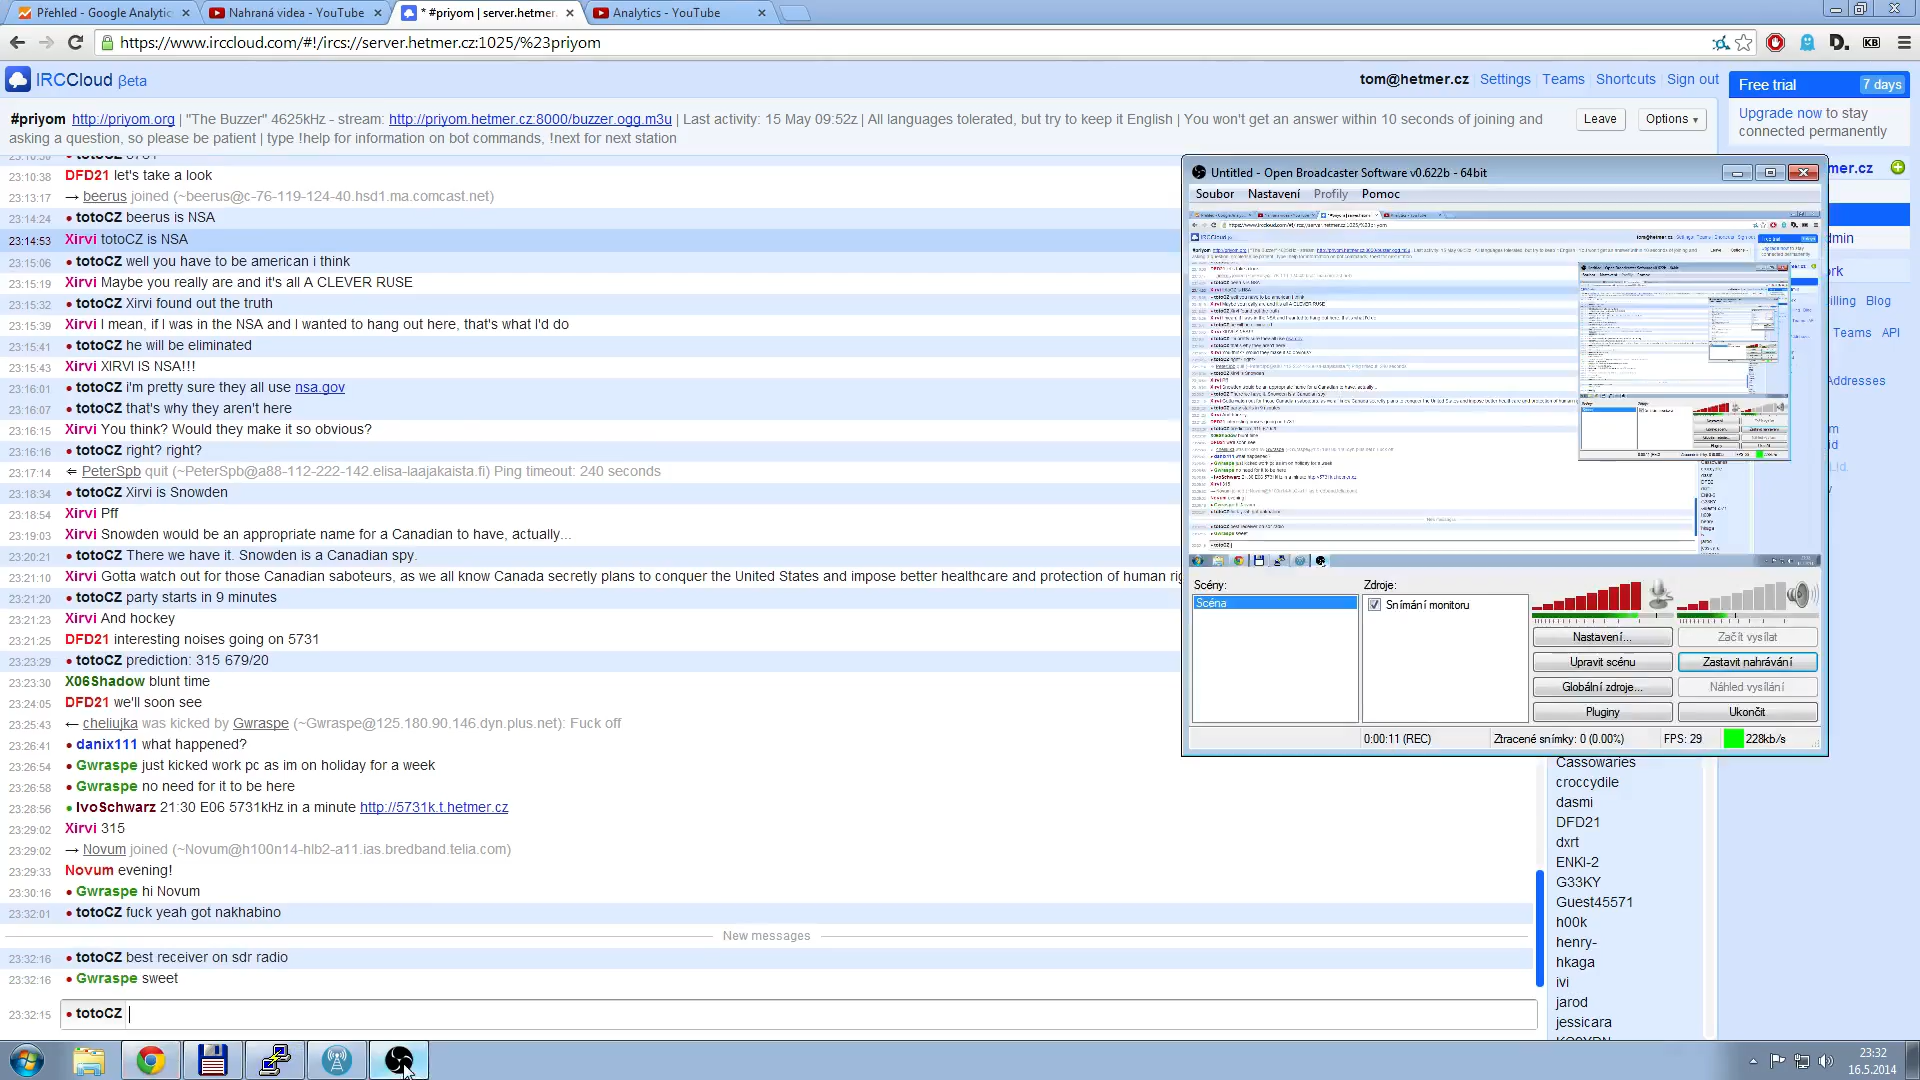 Přehled - Google Analytic
Nahraná videa - YouTube
* #priyom | server.hetmer.
Analytics - YouTube
https://www.irccloud.com/#!/ircs://server.hetmer.cz:1025/%23priyom
IRCCloud βeta
tom@hetmer.cz Settings Teams Shortcuts Sign out
Free trial 7 days
Upgrade now to stay
connected permanently
#priyom http://priyom.org | "The Buzzer" 4625kHz - stream: http://priyom.hetmer.cz:8000/buzzer.ogg.m3u | Last activity: 15 May 09:52z | All languages tolerated, but try to keep it English | You won't get an answer within 10 seconds of joining and
asking a question, so please be patient | type !help for information on bot commands, !next for next station
Leave Options
23:10:38 DFD21 let's take a look
23:13:17 → beerus joined (~beerus@c-76-119-124-40.hsd1.ma.comcast.net)
23:14:24 • totoCZ beerus is NSA
23:14:53 Xirvi totoCZ is NSA
23:15:06 • totoCZ well you have to be american i think
23:15:19 Xirvi Maybe you really are and it's all A CLEVER RUSE
23:15:32 • totoCZ Xirvi found out the truth
23:15:39 Xirvi I mean, if I was in the NSA and I wanted to hang out here, that's what I'd do
23:15:41 • totoCZ he will be eliminated
23:15:43 Xirvi XIRVI IS NSA!!!
23:16:01 • totoCZ i'm pretty sure they all use nsa.gov
23:16:07 • totoCZ that's why they aren't here
23:16:15 Xirvi You think? Would they make it so obvious?
23:16:16 • totoCZ right? right?
23:17:14 ⇐ PeterSpb quit (~PeterSpb@a88-112-222-142.elisa-laajakaista.fi) Ping timeout: 240 seconds
23:18:34 • totoCZ Xirvi is Snowden
23:18:54 Xirvi Pff
23:19:03 Xirvi Snowden would be an appropriate name for a Canadian to have, actually...
23:20:21 • totoCZ There we have it. Snowden is a Canadian spy.
23:21:10 Xirvi Gotta watch out for those Canadian saboteurs, as we all know Canada secretly plans to conquer the United States and impose better healthcare and protection of human rig
23:21:20 • totoCZ party starts in 9 minutes
23:21:23 Xirvi And hockey
23:21:25 DFD21 interesting noises going on 5731
23:23:29 • totoCZ prediction: 315 679/20
23:23:30 X06Shadow blunt time
23:24:05 DFD21 we'll soon see
23:25:43 ← cheliujka was kicked by Gwraspe (~Gwraspe@125.180.90.146.dyn.plus.net): Fuck off
23:26:41 • danix111 what happened?
23:26:54 • Gwraspe just kicked work pc as im on holiday for a week
23:26:58 • Gwraspe no need for it to be here
23:28:56 • IvoSchwarz 21:30 E06 5731kHz in a minute http://5731k.t.hetmer.cz
23:29:02 Xirvi 315
23:29:02 → Novum joined (~Novum@h100n14-hlb2-a11.ias.bredband.telia.com)
23:29:33 Novum evening!
23:30:16 • Gwraspe hi Novum
23:32:01 • totoCZ fuck yeah got nakhabino
New messages
23:32:16 • totoCZ best receiver on sdr radio
23:32:16 • Gwraspe sweet
23:32:15 • totoCZ
Untitled - Open Broadcaster Software v0.622b - 64bit
Soubor Nastavení Profily Pomoc
Scény:
Scéna
Zdroje:
Snímání monitoru
Nastavení... Začít vysílat
Upravit scénu Zastavit nahrávání
Globální zdroje... Náhled vysílání
Pluginy Ukončit
0:00:11 (REC) Ztracené snímky: 0 (0.00%) FPS: 29 228kb/s
mer.cz
Blog
Teams API
Addresses
Cassowaries
croccydile
dasmi
DFD21
dxrt
ENKI-2
G33KY
Guest45571
h00k
henry-
hkaga
ivi
jarod
jessicara
23:32
16.5.2014